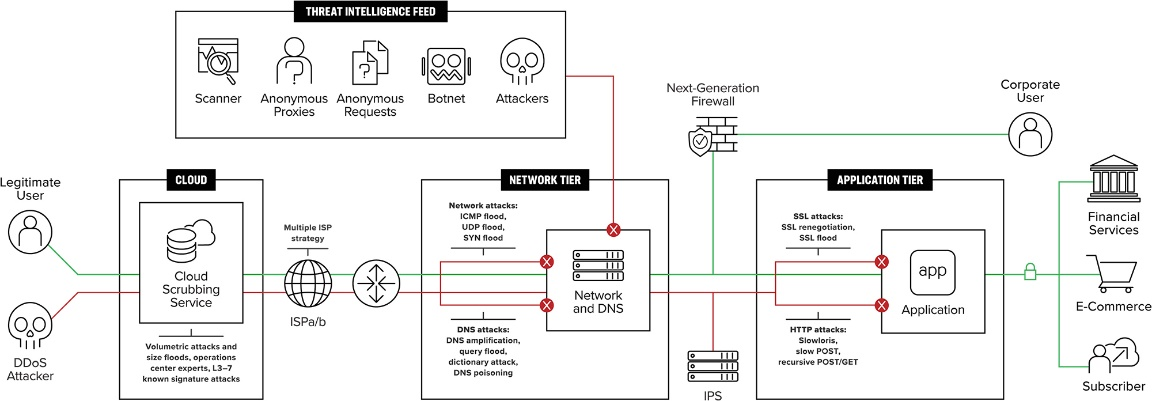 THREAT INTELLIGENCE FEED
Scanner
Anonymous
Proxies
Anonymous
Requests
Botnet
Attackers
Next-Generation
Firewall
Corporate
User
Legitimate
User
DDoS
Attacker
CLOUD
Cloud
Scrubbing
Service
Volumetric attacks and
size floods, operations
center experts, L3–7
known signature attacks
Multiple ISP
strategy
ISPa/b
NETWORK TIER
Network attacks:
ICMP flood,
UDP flood,
SYN flood
Network
and DNS
DNS attacks:
DNS amplification,
query flood,
dictionary attack,
DNS poisoning
IPS
APPLICATION TIER
SSL attacks:
SSL renegotiation,
SSL flood
app
Application
HTTP attacks:
Slowloris,
slow POST,
recursive POST/GET
Financial
Services
E-Commerce
Subscriber